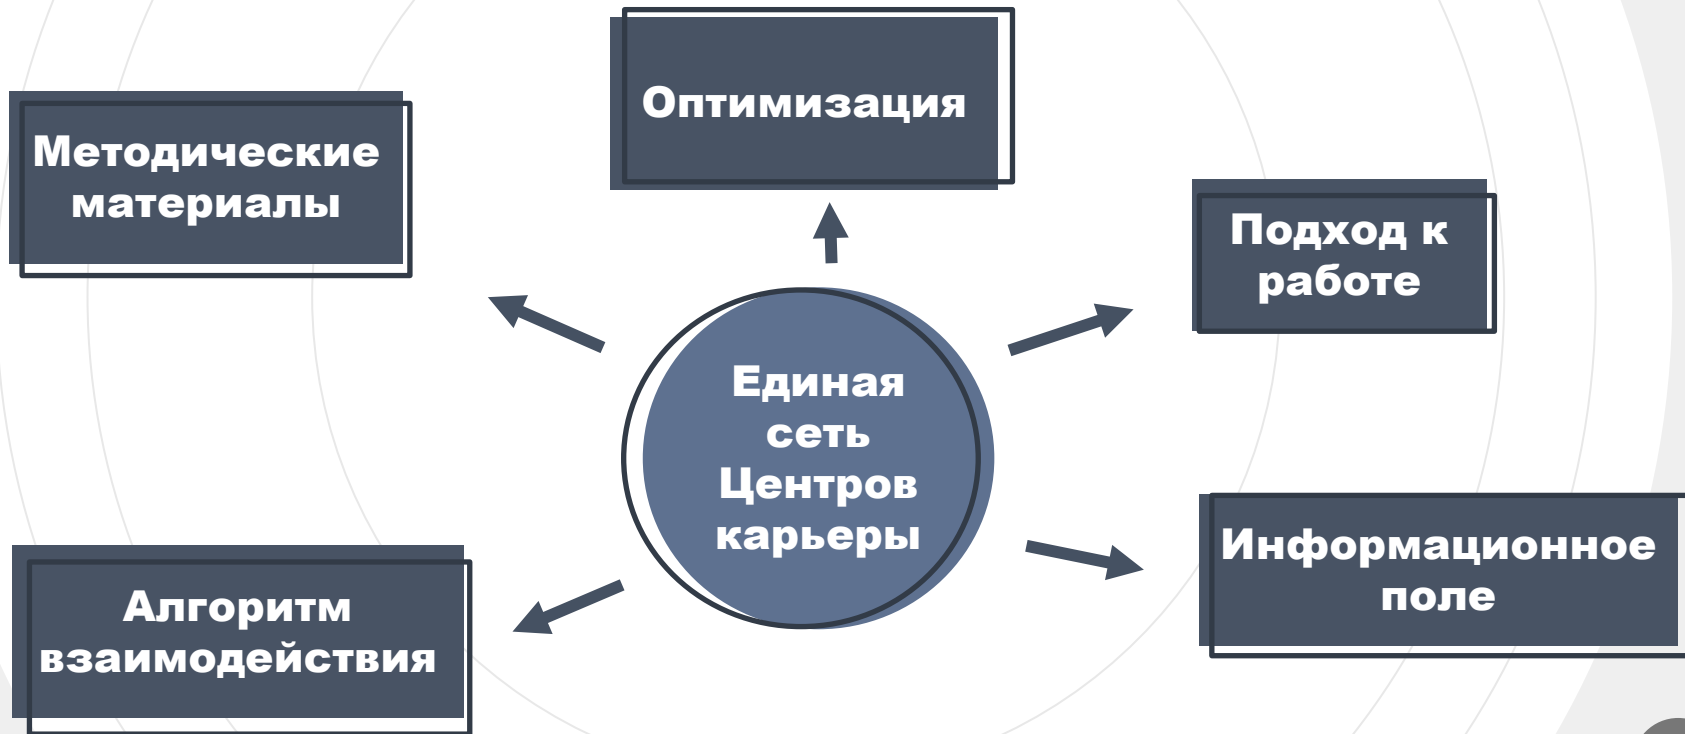 Оптимизация
Методические
материалы
Подход к
работе
Единая
сеть
Центров
карьеры
Информационное
поле
Алгоритм
взаимодействия